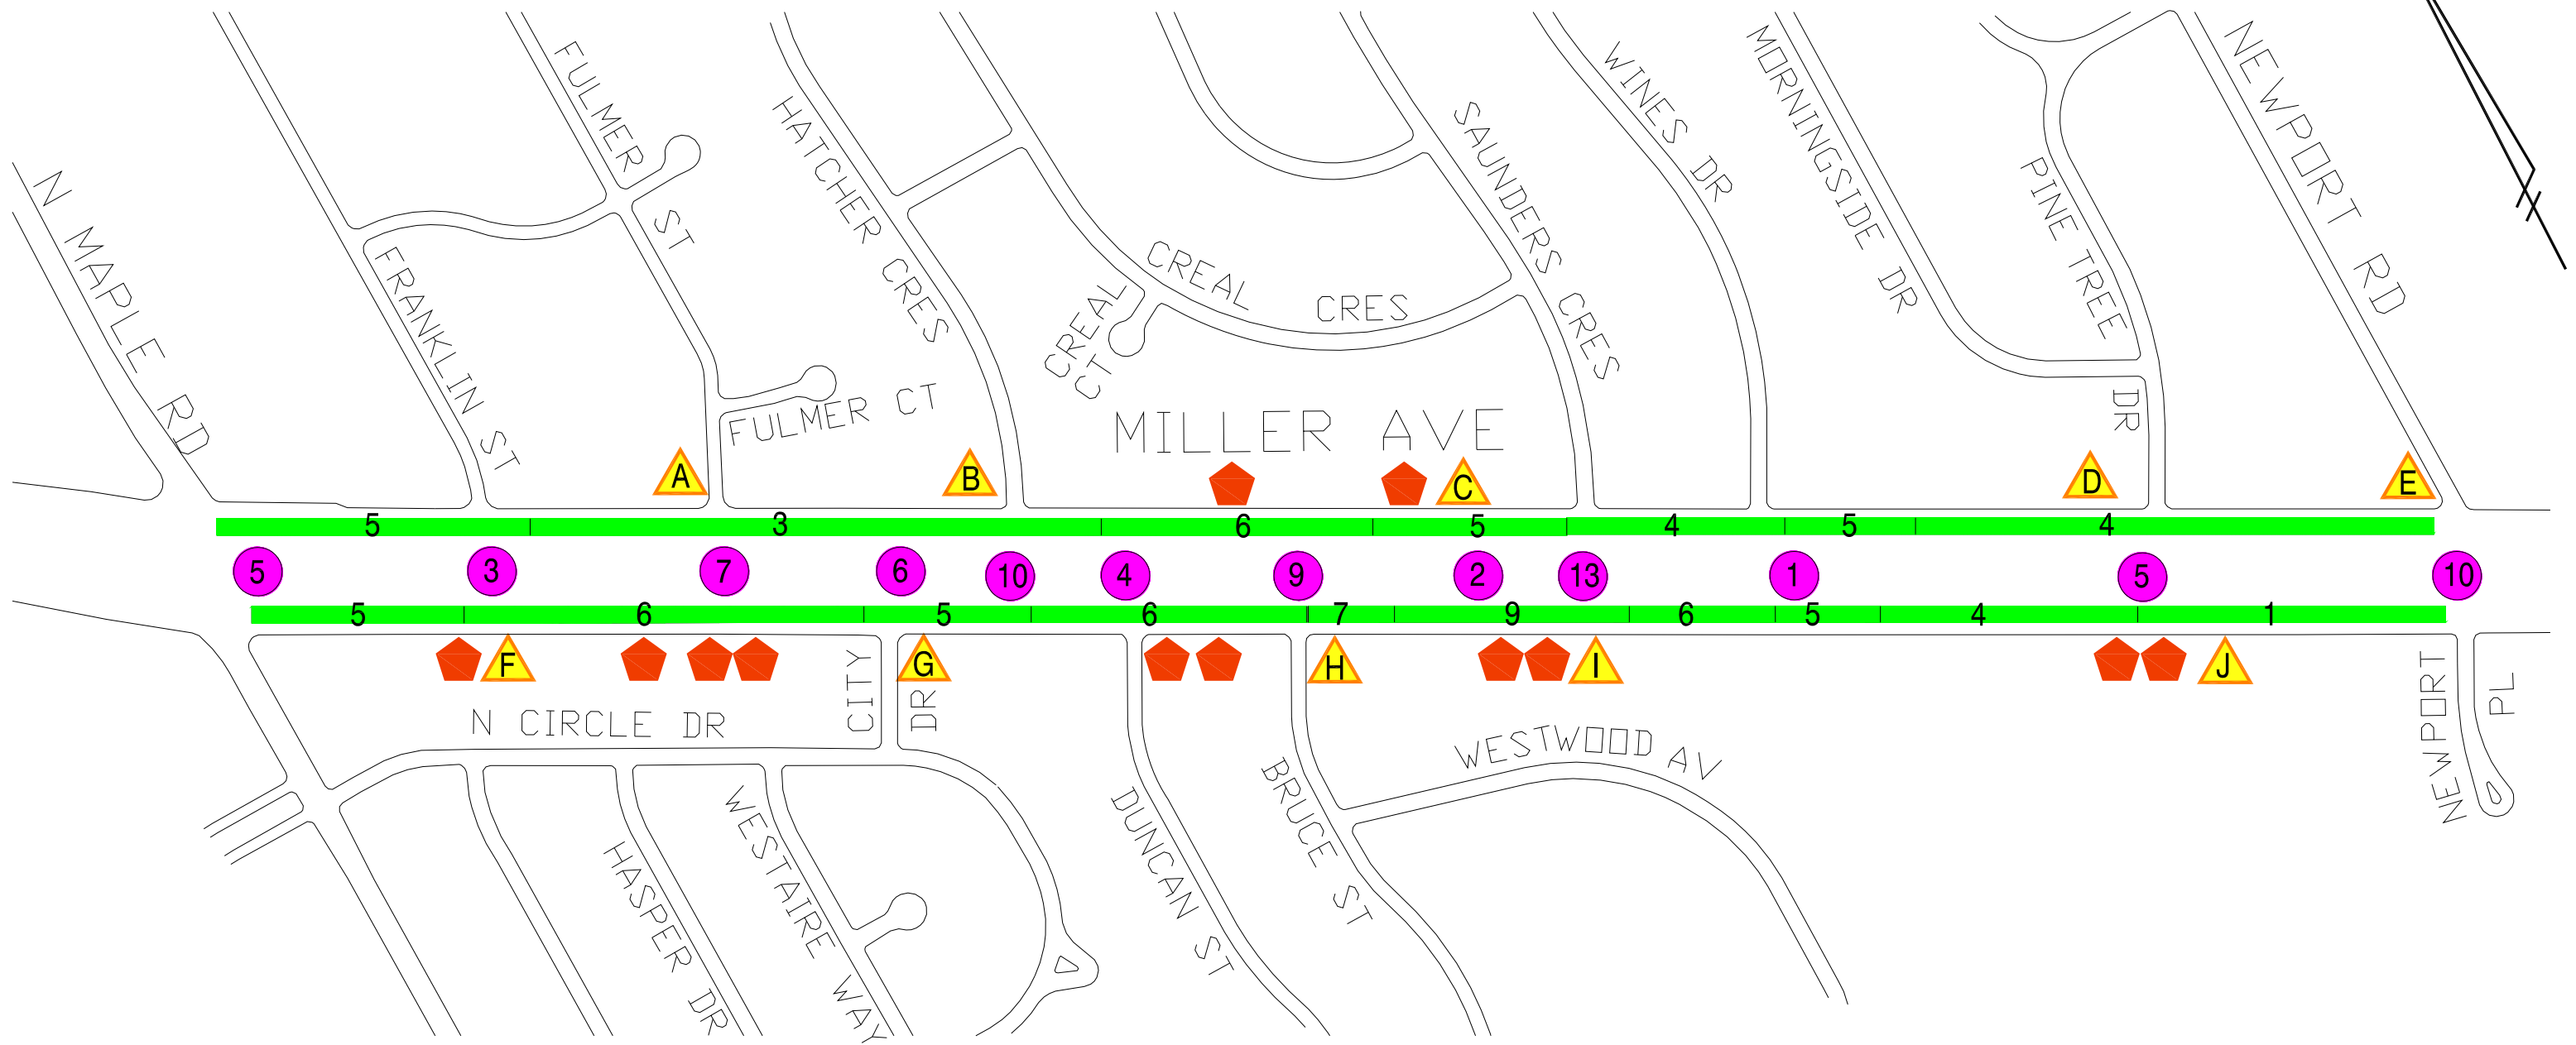 N MAPLE RD
FRANKLIN ST
FULMER ST
FULMER CT
HATCHER CRES
CREAL CT
CREAL CRES
SAUNDERS CRES
WINES DR
MORNINGSIDE DR
PINE TREE DR
NEWPORT RD
MILLER AVE
A B C D E
5 3 6 5 4 5 4
5 3 7 6 10 4 9 2 13 1 5 10
5 6 5 6 7 9 6 5 4 1
F G H I J
N CIRCLE DR
CITY DR
HASPER DR
WESTAIRE WAY
DUNCAN ST
BRUCE ST
WESTWOOD AV
NEWPORT PL